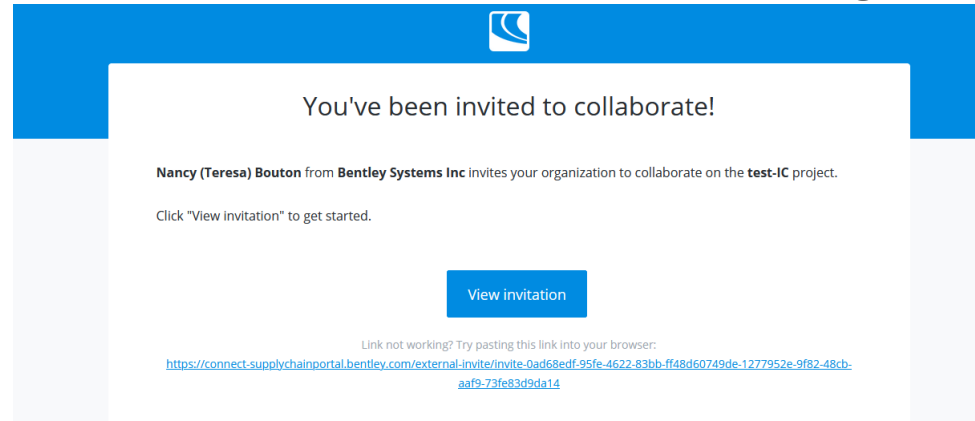 You've been invited to collaborate!
Nancy (Teresa) Bouton from Bentley Systems Inc invites your organization to collaborate on the test-IC project.
Click "View invitation" to get started.
View invitation
Link not working? Try pasting this link into your browser:
https://connect-supplychainportal.bentley.com/external-invite/invite-0ad68edf-95fe-4622-83bb-ff48d60749de-1277952e-9f82-48cb-
aaf9-73fe83d9da14